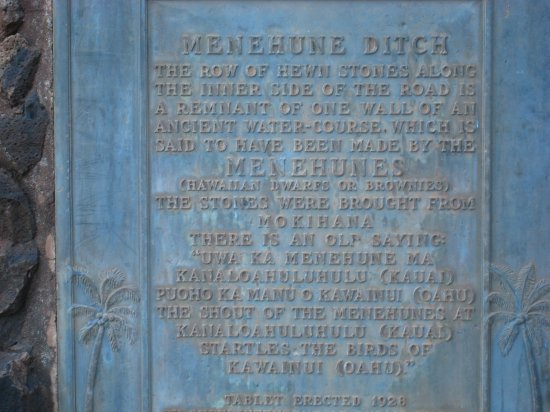 MENEHUNE DITCH
THE ROW OF HEWN STONES ALONG
THE INNER SIDE OF THE ROAD IS
A REMNANT OF ONE WALL OF AN
ANCIENT WATER-COURSE, WHICH IS
SAID TO HAVE BEEN MADE BY THE
MENEHUNES
(HAWAIIAN DWARFS OR BROWNIES)
THE STONES WERE BROUGHT FROM
MOKIHANA
THERE IS AN OLD SAYING:
"UWA KA MENEHUNE MA
KANALOAHULUHULU (KAUAI)
PUOHO KA MANU O KAWAINUI (OAHU)
THE SHOUT OF THE MENEHUNES AT
KANALOAHULUHULU (KAUAI)
STARTLES THE BIRDS OF
KAWAINUI (OAHU)."
TABLET ERECTED 1928